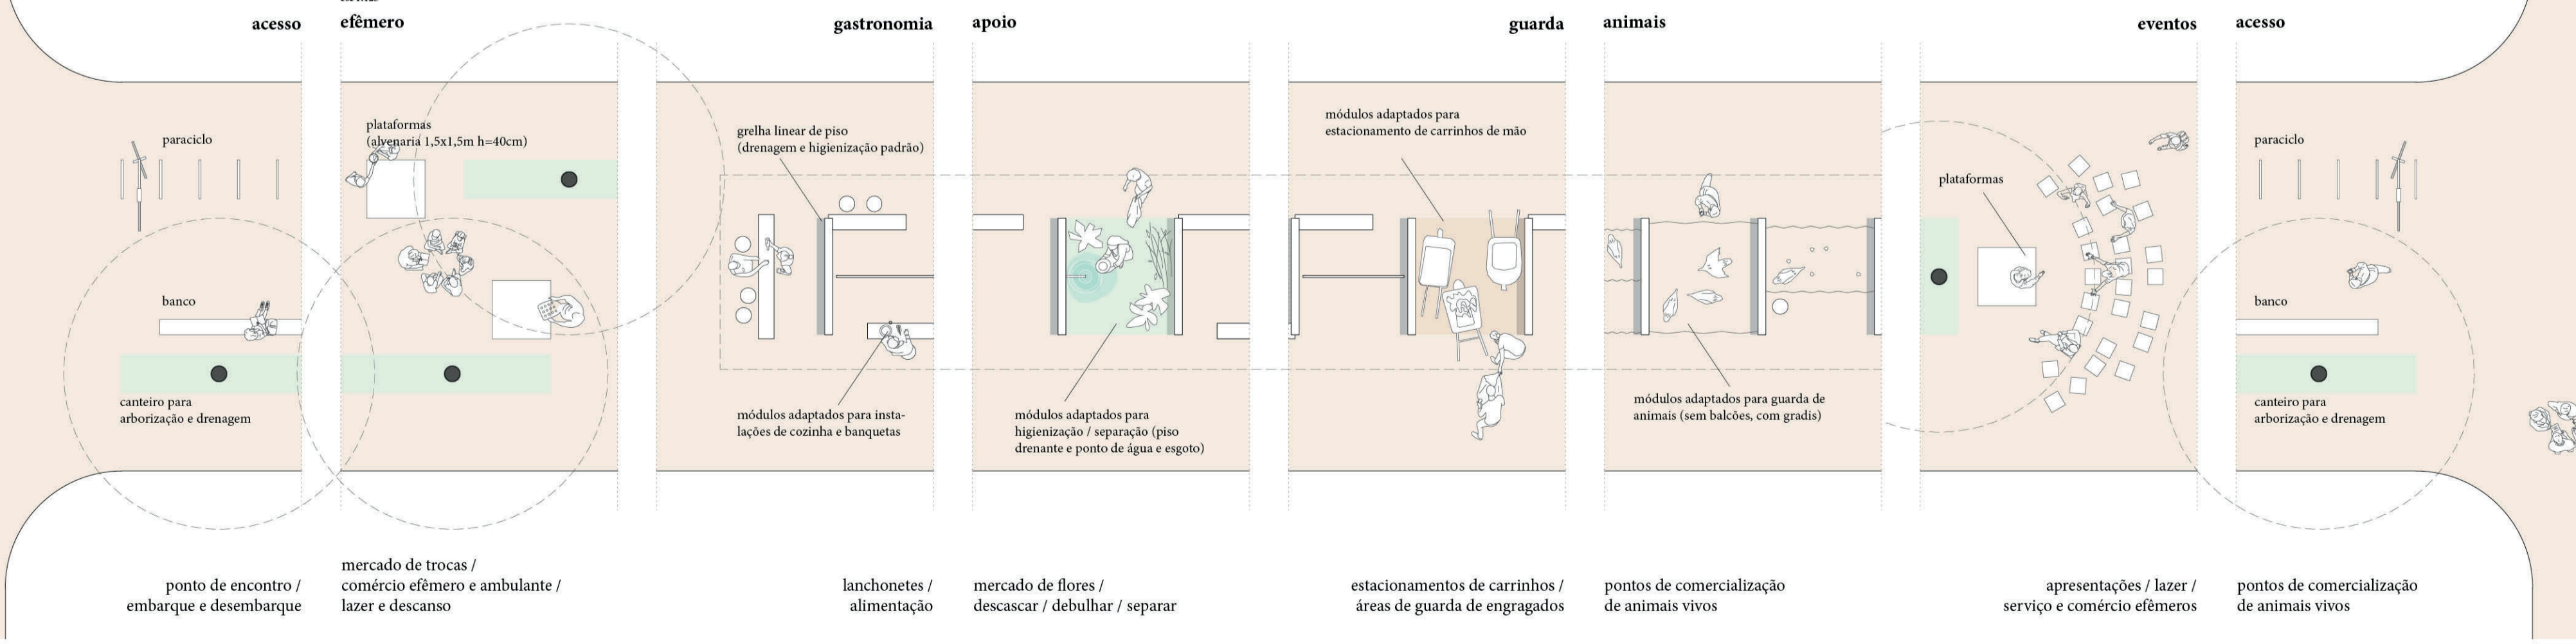 acesso
efêmero
gastronomia
apoio
guarda
animais
eventos
acesso
paraciclo
banco
canteiro para
arborização e drenagem
plataformas
(alvenaria 1,5x1,5m h=40cm)
grelha linear de piso
(drenagem e higienização padrão)
módulos adaptados para insta-
lações de cozinha e banquetas
módulos adaptados para
higienização / separação (piso
drenante e ponto de água e esgoto)
módulos adaptados para
estacionamento de carrinhos de mão
módulos adaptados para guarda de
animais (sem balcões, com gradis)
plataformas
paraciclo
banco
canteiro para
arborização e drenagem
ponto de encontro /
embarque e desembarque
mercado de trocas /
comércio efêmero e ambulante /
lazer e descanso
lanchonetes /
alimentação
mercado de flores /
descascar / debulhar / separar
estacionamentos de carrinhos /
áreas de guarda de engragados
pontos de comercialização
de animais vivos
apresentações / lazer /
serviço e comércio efêmeros
pontos de comercialização
de animais vivos